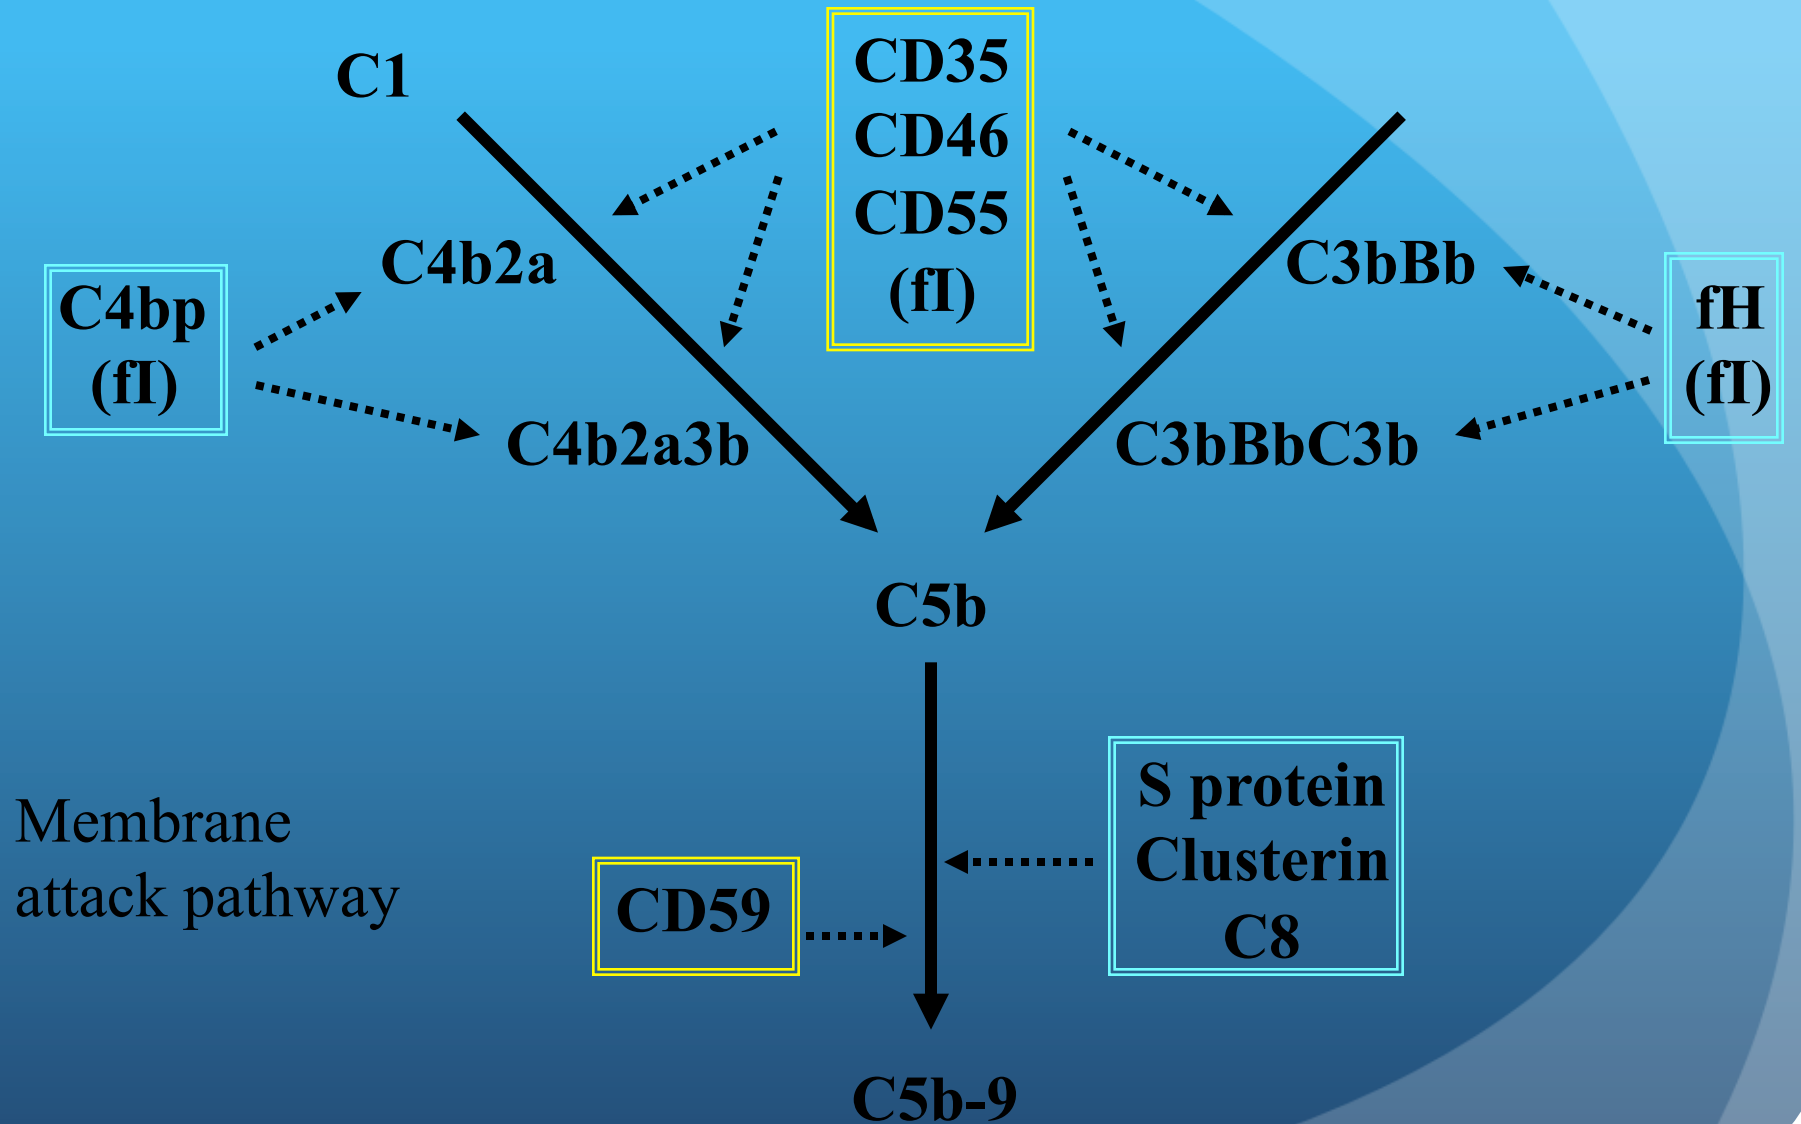 C1
CD35
CD46
CD55
(fI)
C4b2a
C3bBb
C4bp
(fI)
fH
(fI)
C4b2a3b
C3bBbC3b
C5b
S protein
Clusterin
C8
Membrane
attack pathway
CD59
C5b-9